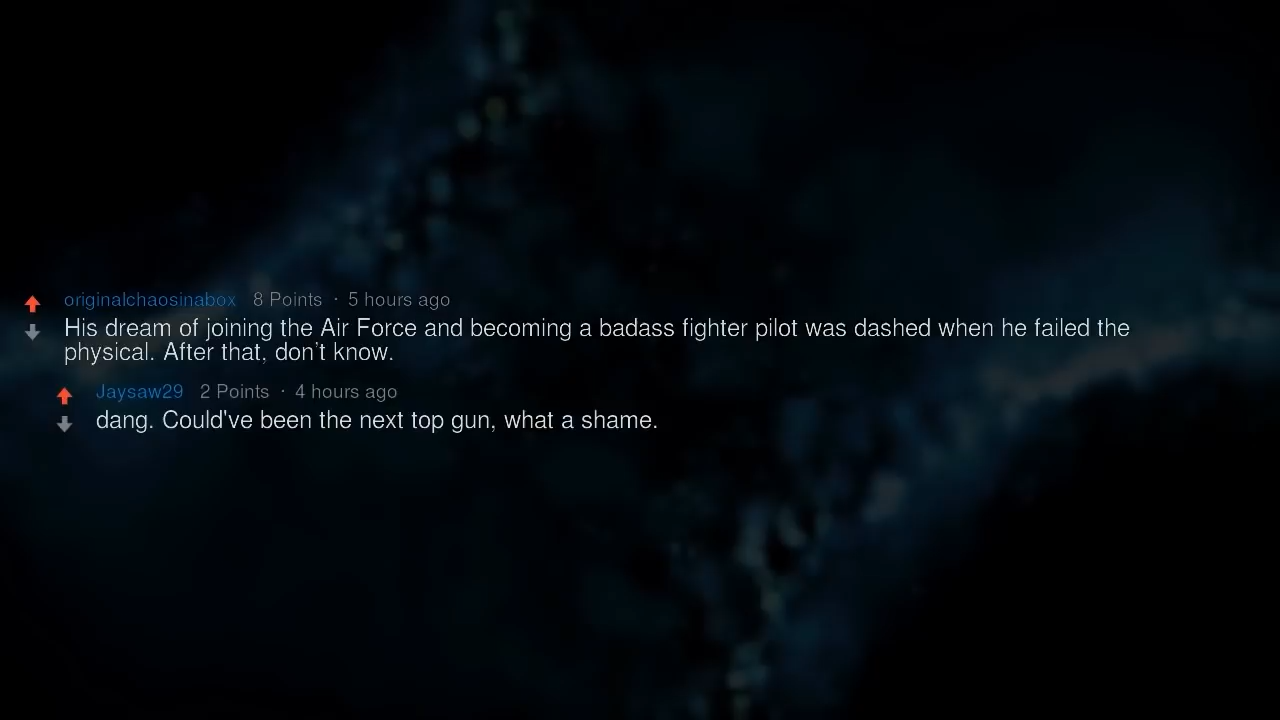 originalchaosinabox 8 Points · 5 hours ago
His dream of joining the Air Force and becoming a badass fighter pilot was dashed when he failed the
physical. After that, don't know.
Jaysaw29 2 Points · 4 hours ago
dang. Could've been the next top gun, what a shame.